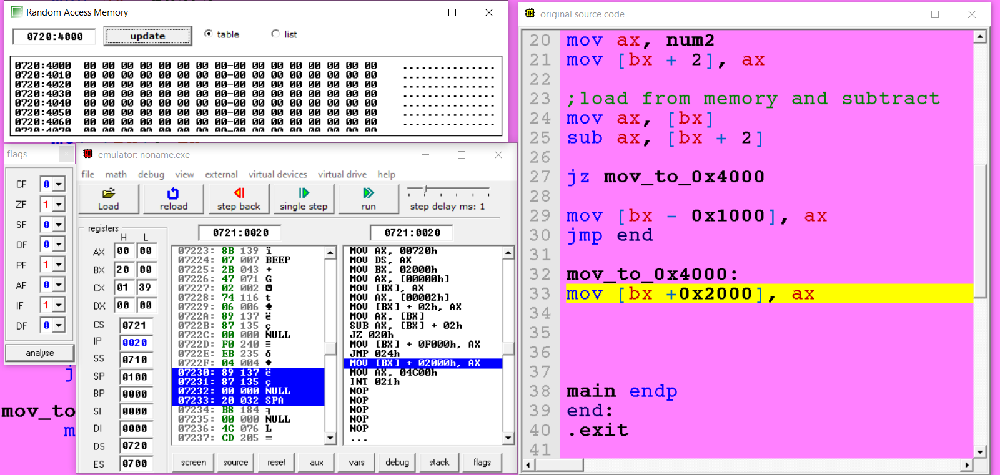 Random Access Memory
0720:4000 update table list
0720:4000 00 00 00 00 00 00 00 00-00 00 00 00 00 00 00 00 ................
0720:4010 00 00 00 00 00 00 00 00-00 00 00 00 00 00 00 00 ................
0720:4020 00 00 00 00 00 00 00 00-00 00 00 00 00 00 00 00 ................
0720:4030 00 00 00 00 00 00 00 00-00 00 00 00 00 00 00 00 ................
0720:4040 00 00 00 00 00 00 00 00-00 00 00 00 00 00 00 00 ................
0720:4050 00 00 00 00 00 00 00 00-00 00 00 00 00 00 00 00 ................
0720:4060 00 00 00 00 00 00 00 00-00 00 00 00 00 00 00 00 ................
0720:4070 00 00 00 00 00 00 00 00-00 00 00 00 00 00 00 00
flags
CF 0
ZF 1
SF 0
OF 0
PF 1
AF 0
IF 1
DF 0
analyse
j
mov_to
m
emulator: noname.exe_
file math debug view external virtual devices virtual drive help
Load reload step back single step run step delay ms: 1
registers
H L
AX 00 00
BX 20 00
CX 01 39
DX 00 00
CS 0721
IP 0020
SS 0710
SP 0100
BP 0000
SI 0000
DI 0000
DS 0720
ES 0700
0721:0020
07223: 8B 139 ï
07224: 07 007 BEEP
07225: 2B 043 +
07226: 47 071 G
07227: 02 002 ☻
07228: 74 116 t
07229: 06 006 ♠
0722A: 89 137 ë
0722B: 87 135 ç
0722C: 00 000 NULL
0722D: F0 240 ≡
0722E: EB 235 δ
0722F: 04 004 ♦
07230: 89 137 ë
07231: 87 135 ç
07232: 00 000 NULL
07233: 20 032 SPA
07234: B8 184 ╕
07235: 00 000 NULL
07236: 4C 076 L
07237: CD 205 ═
0721:0020
MOV AX, 00720h
MOV DS, AX
MOV BX, 02000h
MOV AX, [00000h]
MOV [BX], AX
MOV AX, [00002h]
MOV [BX] + 02h, AX
MOV AX, [BX]
SUB AX, [BX] + 02h
JZ 020h
MOV [BX] + 0F000h, AX
JMP 024h
MOV [BX] + 02000h, AX
MOV AX, 04C00h
INT 021h
NOP
NOP
NOP
NOP
NOP
...
screen source reset aux vars debug stack flags
original source code
20 mov ax, num2
21 mov [bx + 2], ax
22
23 ;load from memory and subtract
24 mov ax, [bx]
25 sub ax, [bx + 2]
26
27 jz mov_to_0x4000
28
29 mov [bx - 0x1000], ax
30 jmp end
31
32 mov_to_0x4000:
33 mov [bx +0x2000], ax
34
35
36
37
38 main endp
39 end:
40 .exit
41